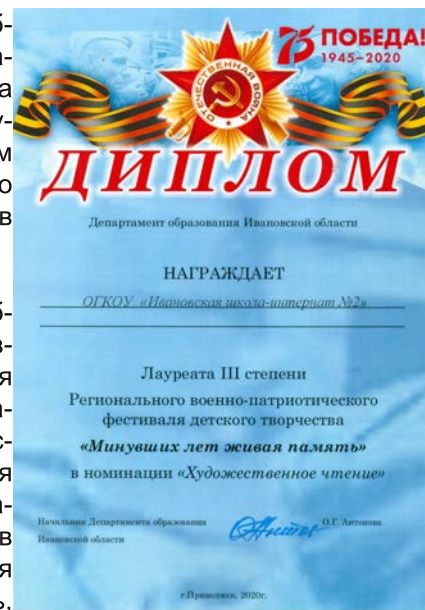 75 ПОБЕДА!
1945–2020
ОТЕЧЕСТВЕННАЯ ВОЙНА
ДИПЛОМ
Департамент образования Ивановской области
НАГРАЖДАЕТ
ОГКОУ «Ивановская школа-интернат №2»
Лауреата III степени
Регионального военно-патриотического
фестиваля детского творчества
«Минувших лет живая память»
в номинации «Художественное чтение»
Начальник Департамента образования
Ивановской области
О.Г. Антонова
г.Приволжск, 2020г.